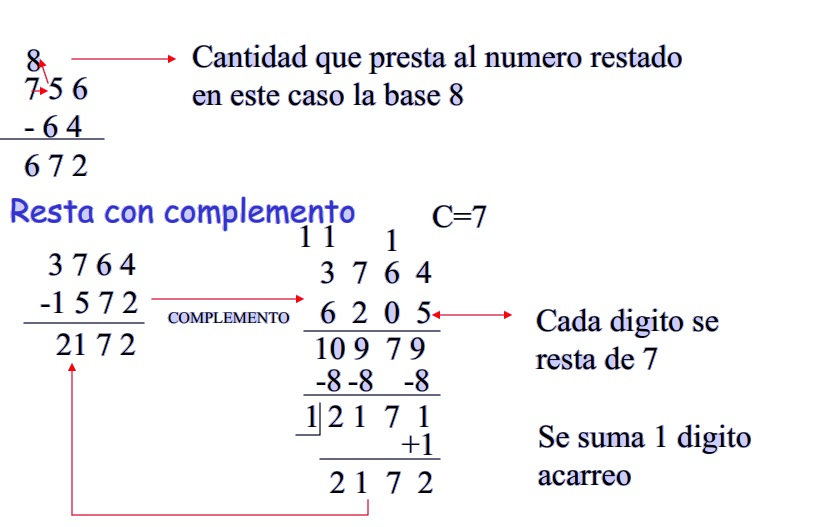 8
Cantidad que presta al numero restado
en este caso la base 8
7 5 6
- 6 4
6 7 2
Resta con complemento
C=7
3 7 6 4
-1 5 7 2
2 1 7 2
COMPLEMENTO
1 1 1
3 7 6 4
6 2 0 5
10 9 7 9
-8 -8 -8
1 2 1 7 1
+1
2 1 7 2
Cada digito se
resta de 7
Se suma 1 digito
acarreo